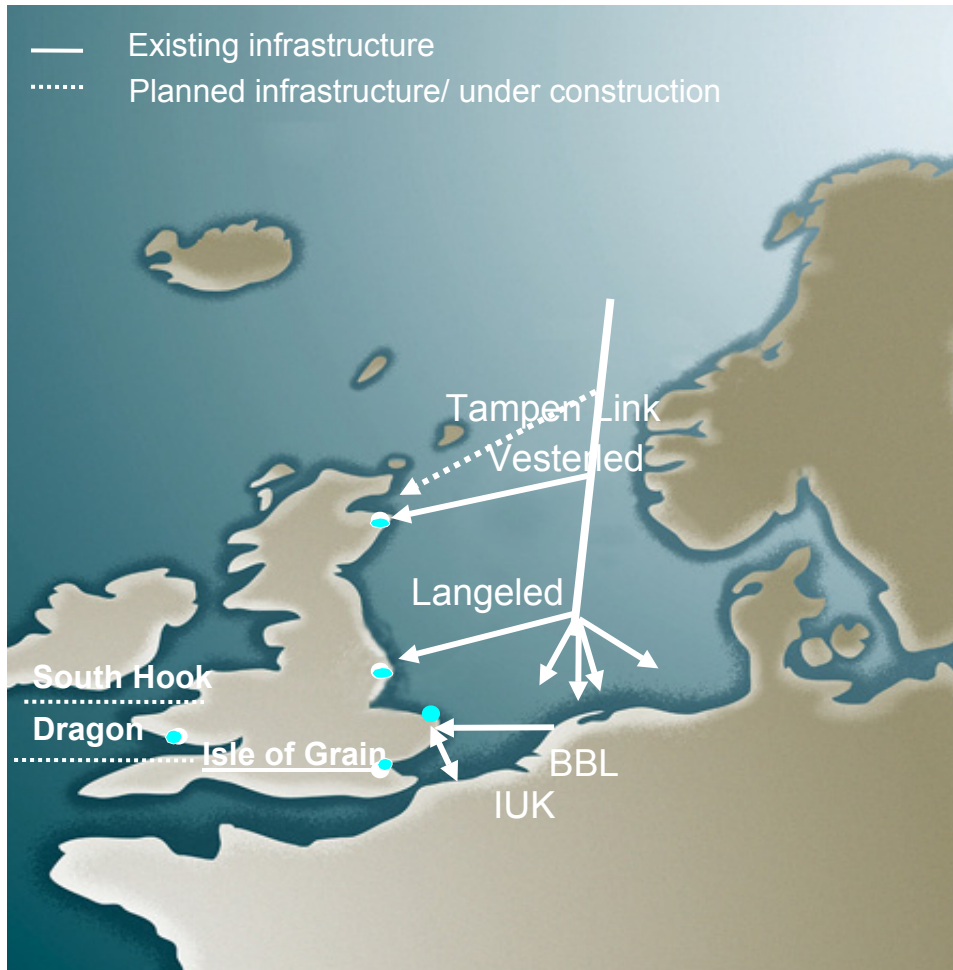 Existing infrastructure
Planned infrastructure/ under construction
Tampen Link
Vesterled
Langeled
South Hook
Dragon
Isle of Grain
BBL
IUK